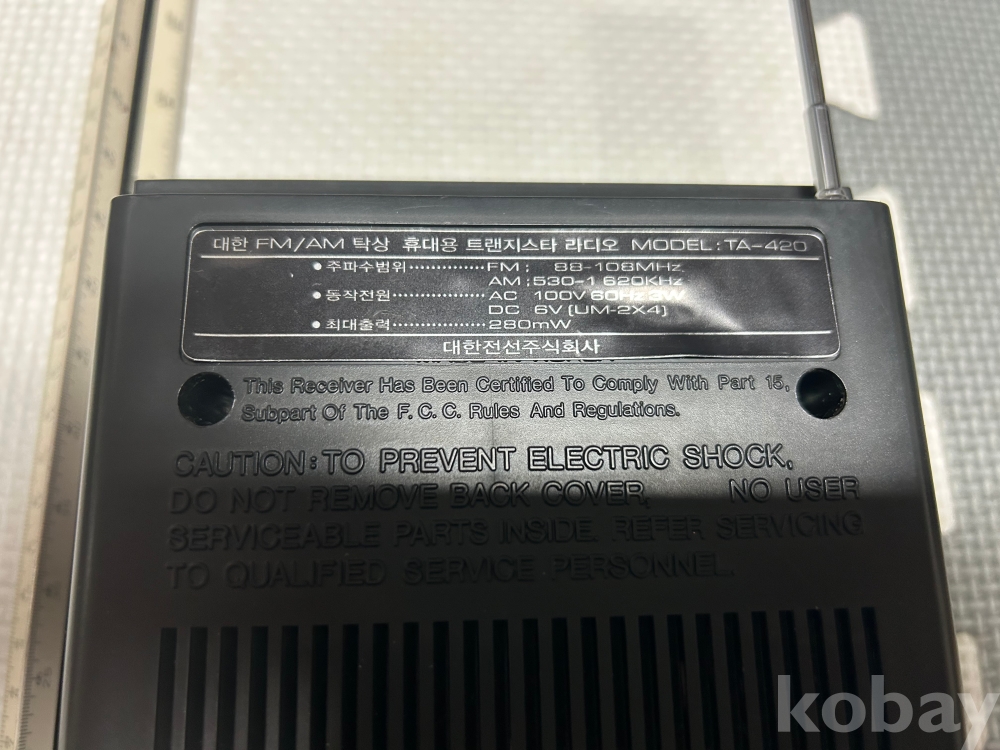 대한 FM/AM 탁상 휴대용 트랜지스타 라디오 MODEL:TA-420
•주파수범위··············FM: 88-108MHz
AM:530-1620KHz
•동작전원·················AC 100V 60Hz 3W
DC 6V (UM-2X4)
•최대출력·················280mW
대한전선주식회사
This Receiver Has Been Certified To Comply With Part 15,
Subpart Of The F.C.C. Rules And Regulations.
CAUTION: TO PREVENT ELECTRIC SHOCK,
DO NOT REMOVE BACK COVER, NO USER
SERVICEABLE PARTS INSIDE. REFER SERVICING
TO QUALIFIED SERVICE PERSONNEL.
kobay